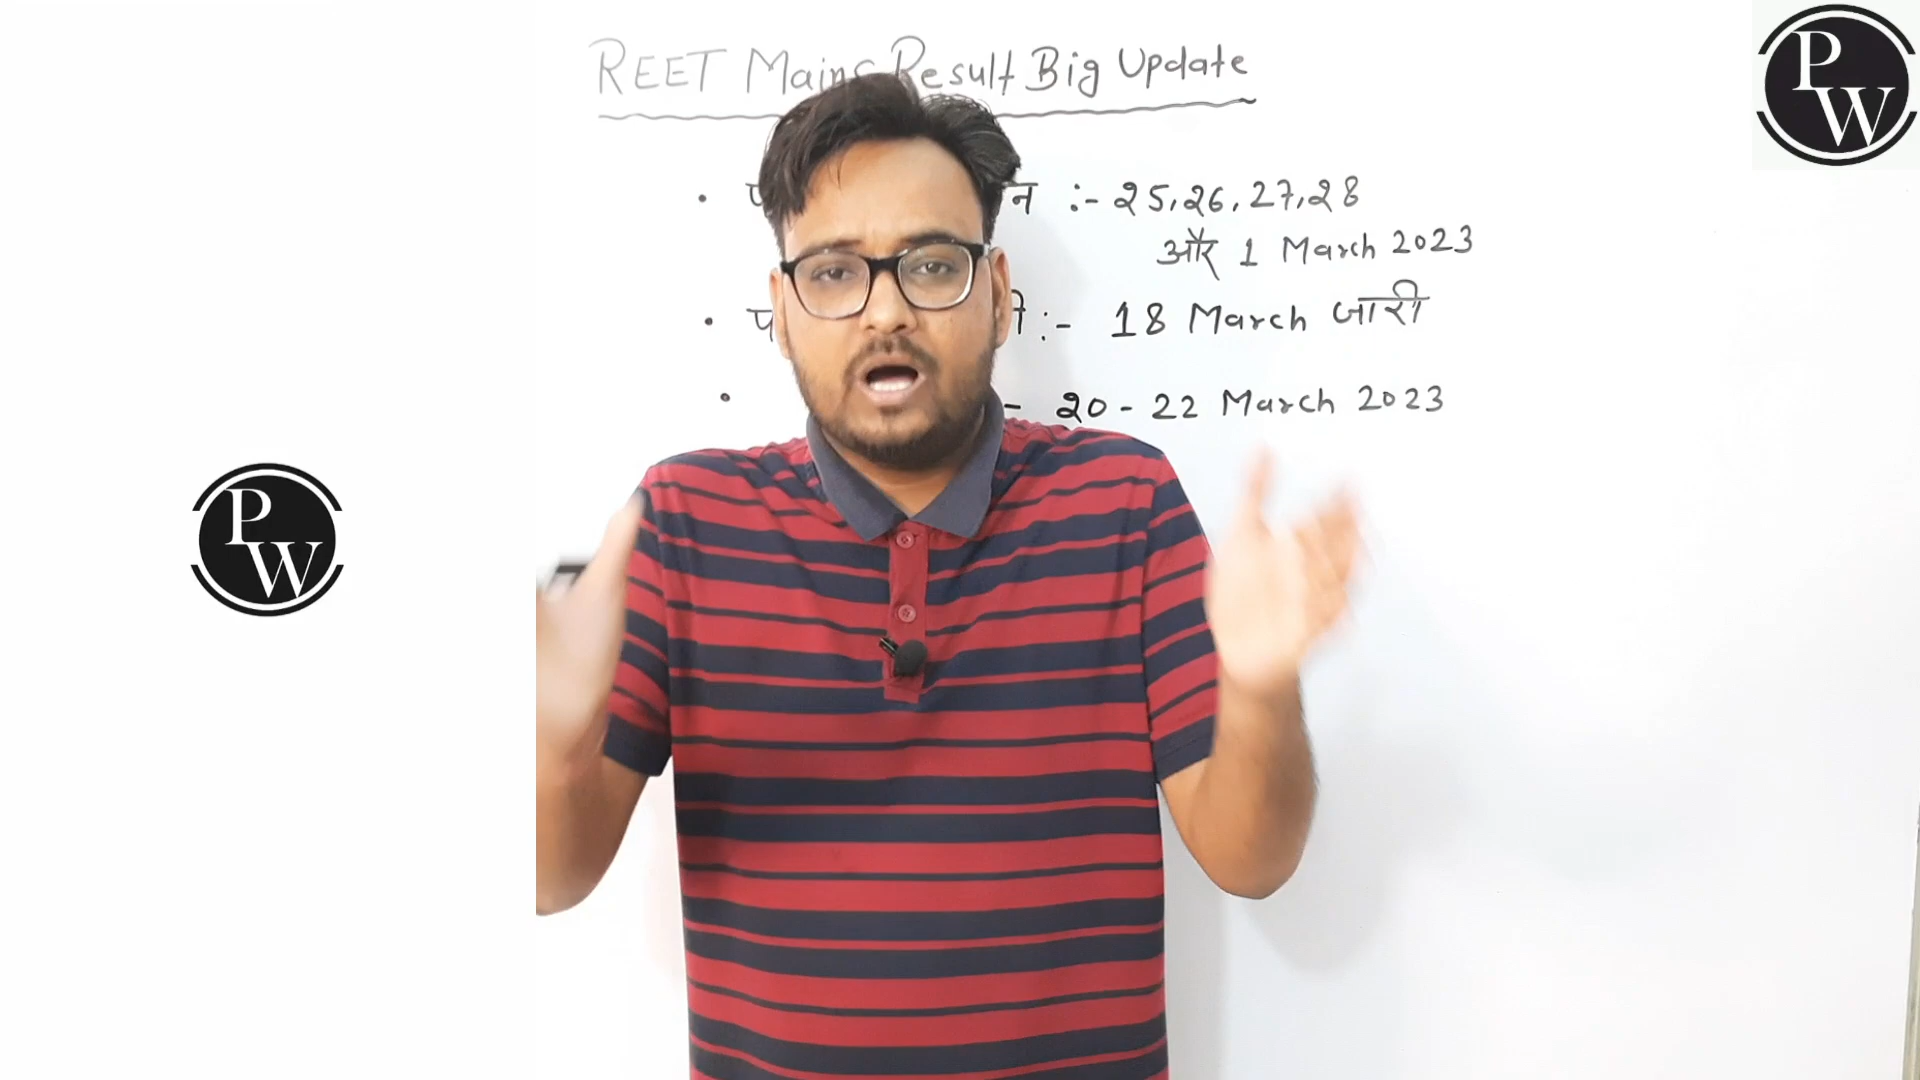 PW
REET Mains Result Big Update
:- 25, 26, 27, 28
और 1 March 2023
:- 18 March जारी
- 20 - 22 March 2023
PW